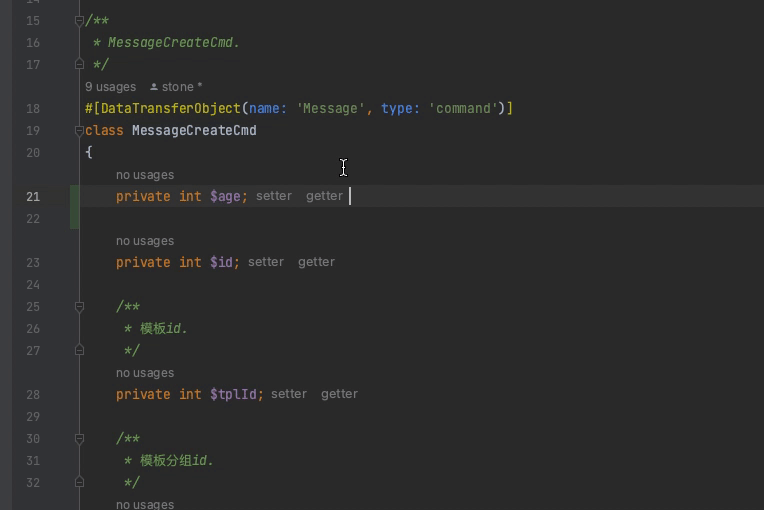 15 /**
16 * MessageCreateCmd.
17 */
9 usages stone *
18 #[DataTransferObject(name: 'Message', type: 'command')]
19 class MessageCreateCmd
20 {
no usages
21 private int $age; setter getter
22
no usages
23 private int $id; setter getter
24
25 /**
26 * 模板id.
27 */
no usages
28 private int $tplId; setter getter
29
30 /**
31 * 模板分组id.
32 */
no usages